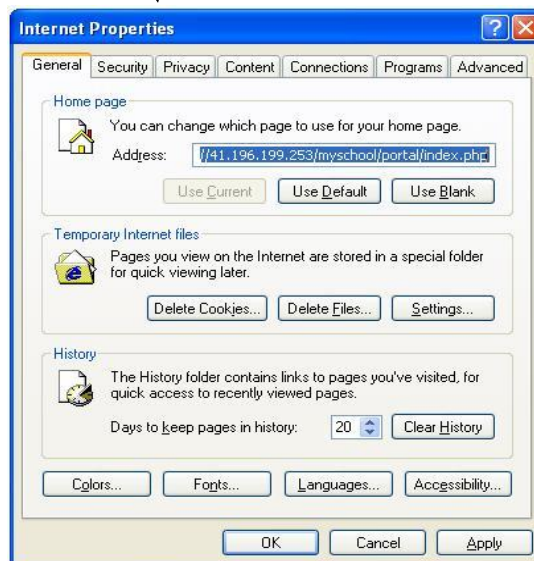 Internet Properties
General Security Privacy Content Connections Programs Advanced
Home page
You can change which page to use for your home page.
Address: //41.196.199.253/myschool/portal/index.php
Use Current Use Default Use Blank
Temporary Internet files
Pages you view on the Internet are stored in a special folder
for quick viewing later.
Delete Cookies... Delete Files... Settings...
History
The History folder contains links to pages you've visited, for
quick access to recently viewed pages.
Days to keep pages in history: 20 Clear History
Colors... Fonts... Languages... Accessibility...
OK Cancel Apply